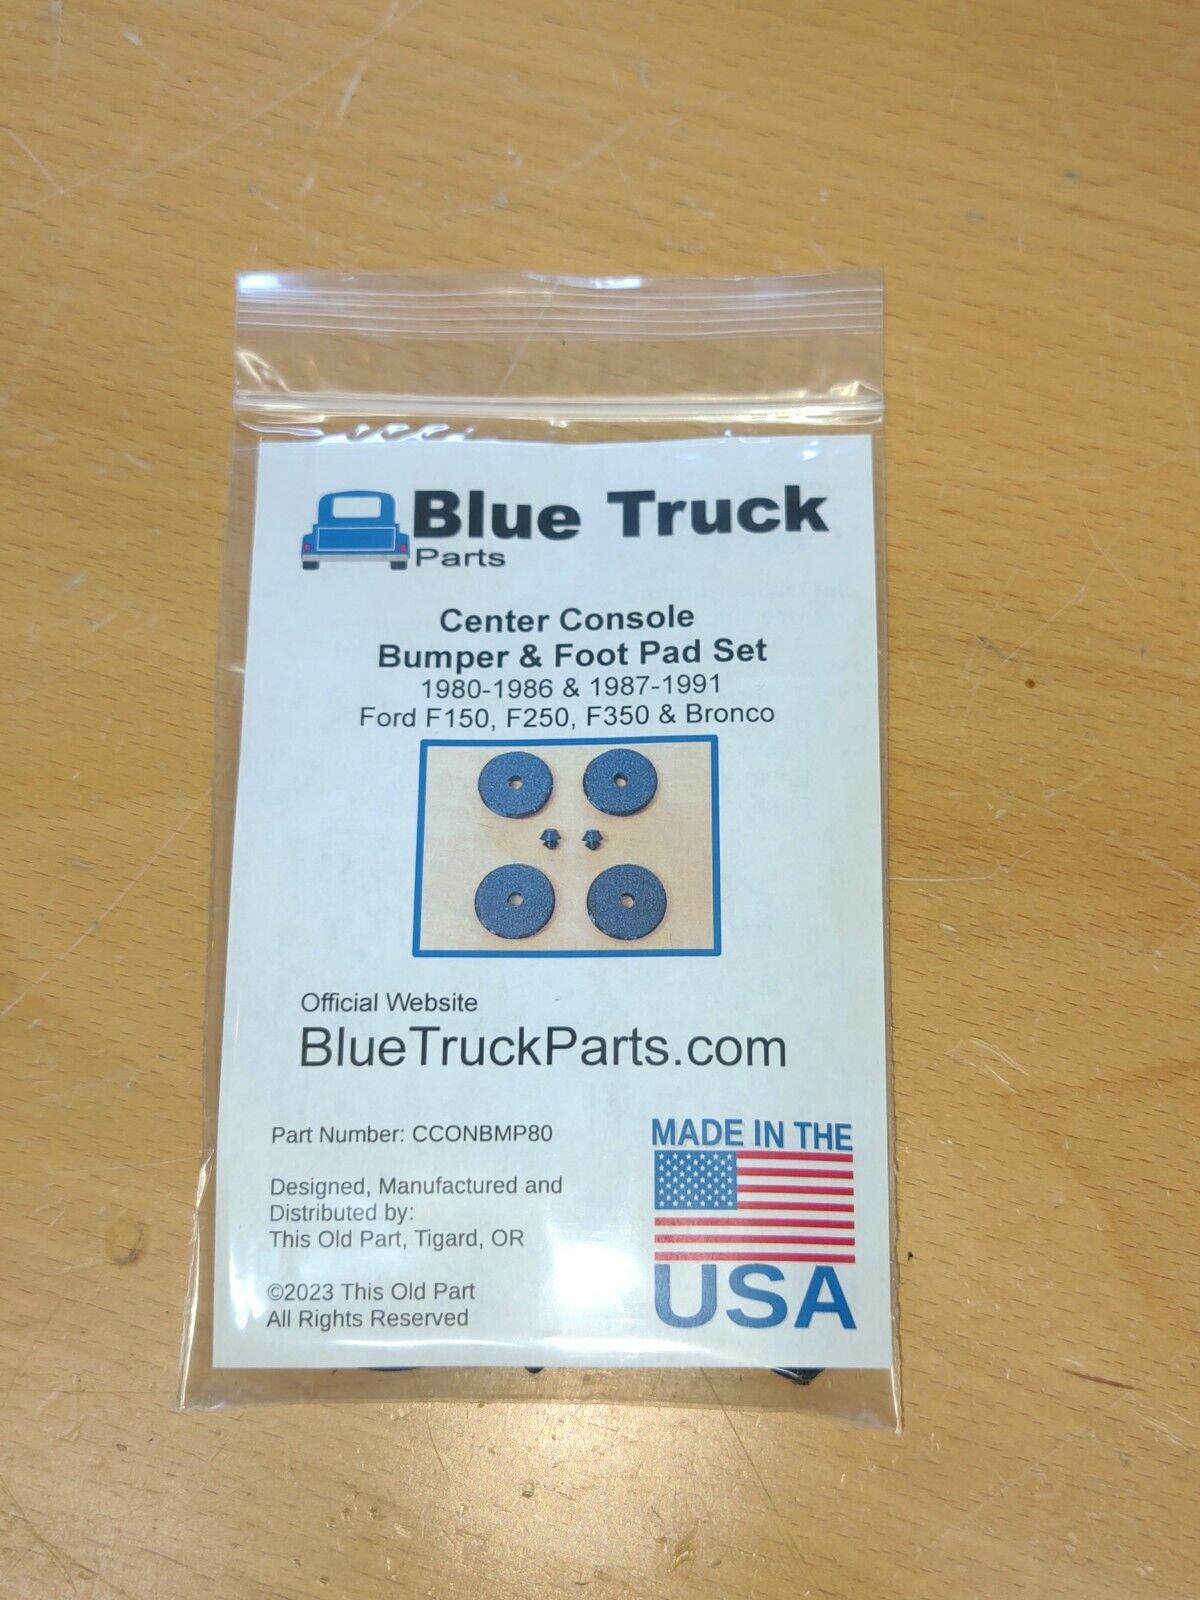 Blue Truck
Parts
Center Console
Bumper & Foot Pad Set
1980-1986 & 1987-1991
Ford F150, F250, F350 & Bronco
Official Website
BlueTruckParts.com
Part Number: CCONBMP80
Designed, Manufactured and
Distributed by:
This Old Part, Tigard, OR
©2023 This Old Part
All Rights Reserved
MADE IN THE
USA